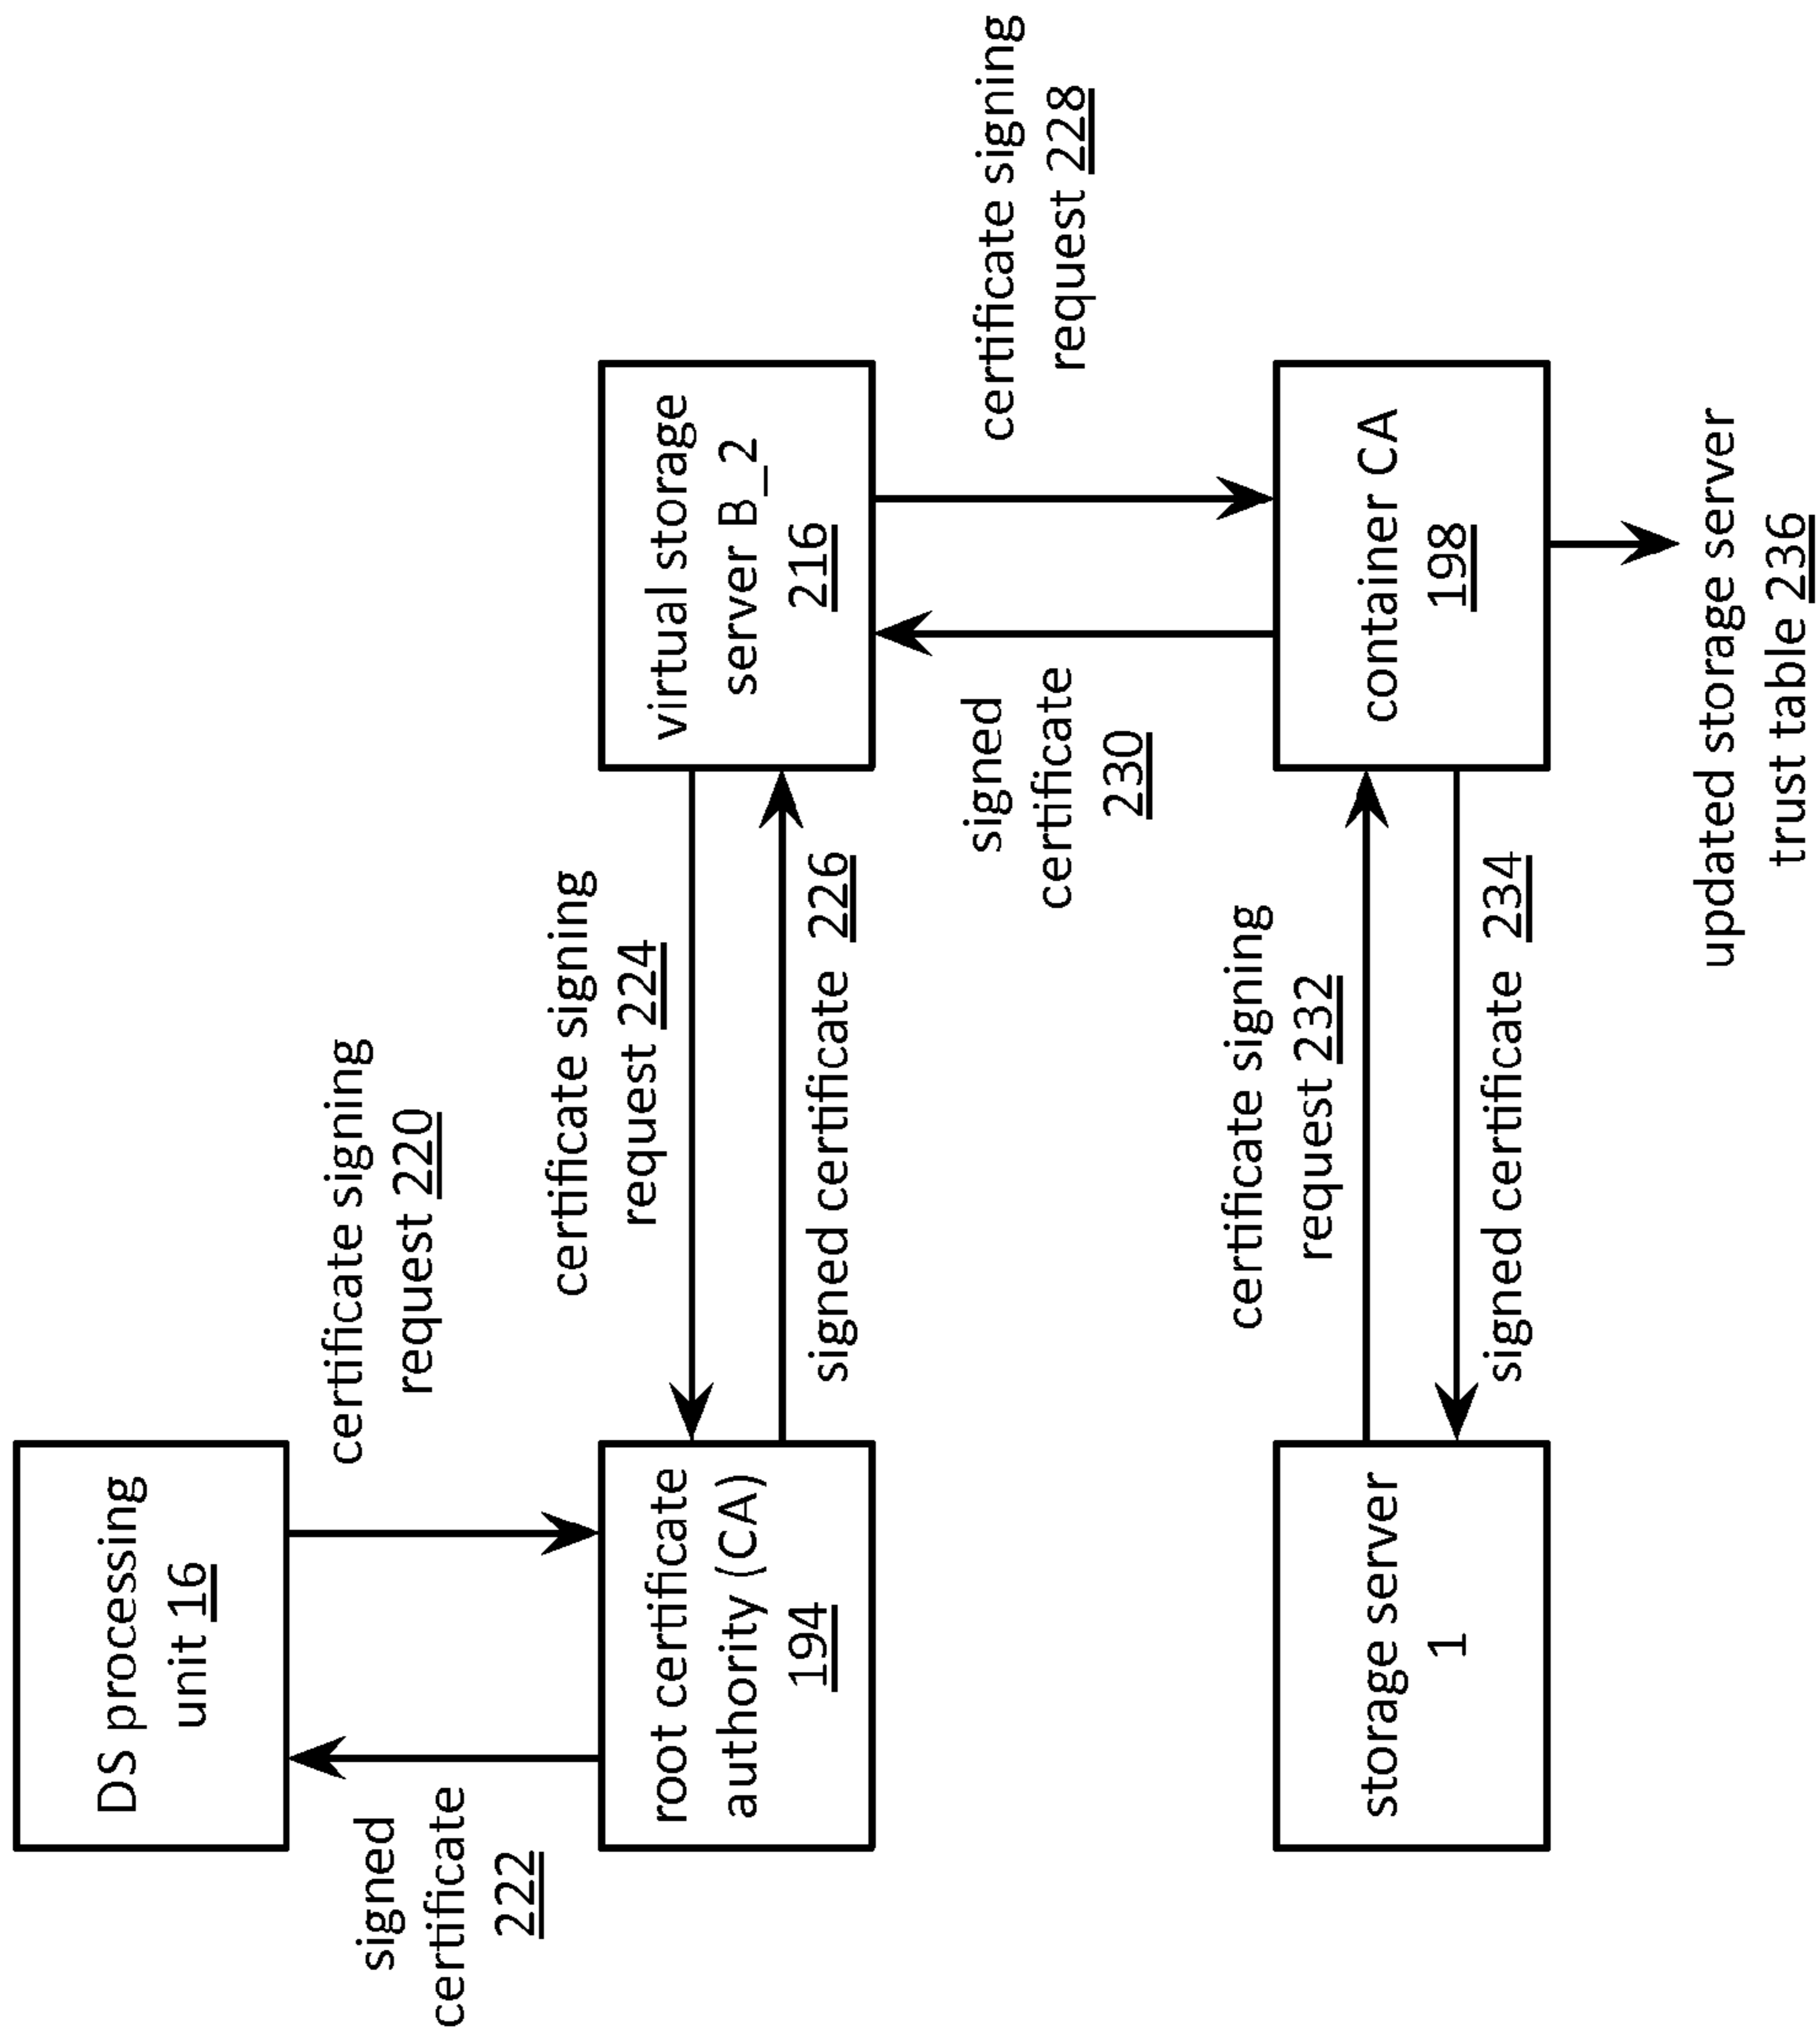 DS processing
unit 16
certificate signing
request 220
signed
certificate
222
root certificate
authority (CA)
194
certificate signing
request 224
signed certificate 226
virtual storage
server B_2
216
certificate signing
request 228
signed
certificate
230
storage server
1
certificate signing
request 232
signed certificate 234
container CA
198
updated storage server
trust table 236